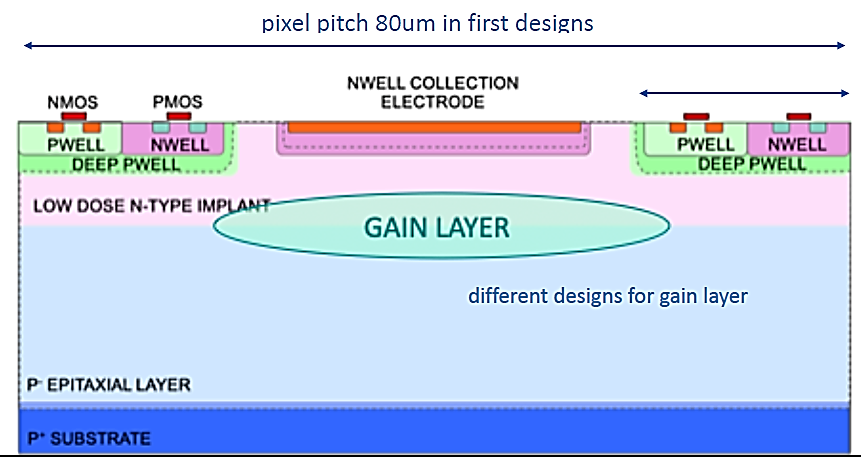 pixel pitch 80um in first designs
NWELL COLLECTION
ELECTRODE
NMOS
PMOS
PWELL
NWELL
DEEP PWELL
PWELL
NWELL
DEEP PWELL
LOW DOSE N-TYPE IMPLANT
GAIN LAYER
different designs for gain layer
P- EPITAXIAL LAYER
P+ SUBSTRATE